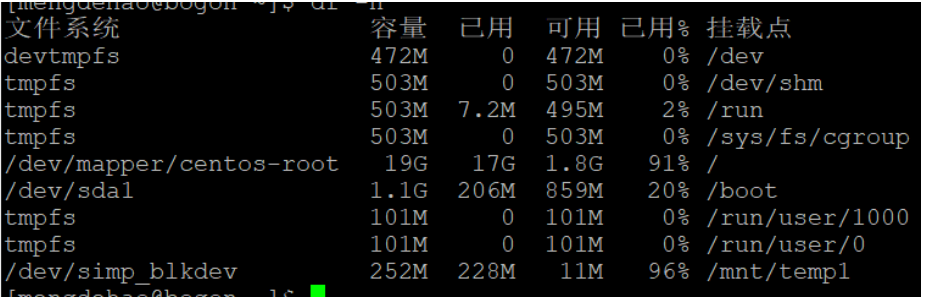 [mengdehao@bogon ~]$ df -h
文件系统 容量 已用 可用 已用% 挂载点
devtmpfs 472M 0 472M 0% /dev
tmpfs 503M 0 503M 0% /dev/shm
tmpfs 503M 7.2M 495M 2% /run
tmpfs 503M 0 503M 0% /sys/fs/cgroup
/dev/mapper/centos-root 19G 17G 1.8G 91% /
/dev/sda1 1.1G 206M 859M 20% /boot
tmpfs 101M 0 101M 0% /run/user/1000
tmpfs 101M 0 101M 0% /run/user/0
/dev/simp_blkdev 252M 228M 11M 96% /mnt/temp1
[mengdehao@bogon ~]$